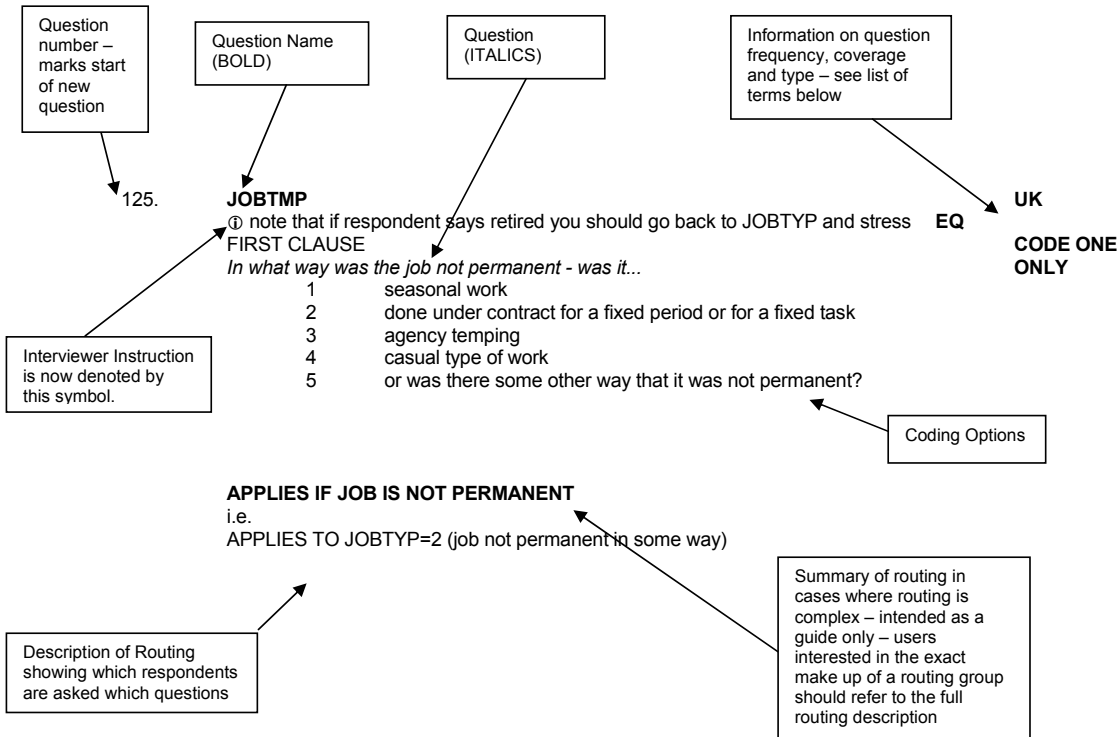 Question
number –
marks start
of new
question
Question Name
(BOLD)
Question
(ITALICS)
Information on question
frequency, coverage
and type – see list of
terms below
125.
JOBTMP
UK
ⓘ note that if respondent says retired you should go back to JOBTYP and stress EQ
FIRST CLAUSE
CODE ONE
ONLY
In what way was the job not permanent - was it...
1 seasonal work
2 done under contract for a fixed period or for a fixed task
3 agency temping
4 casual type of work
5 or was there some other way that it was not permanent?
Interviewer Instruction
is now denoted by
this symbol.
Coding Options
APPLIES IF JOB IS NOT PERMANENT
i.e.
APPLIES TO JOBTYP=2 (job not permanent in some way)
Summary of routing in
cases where routing is
complex – intended as a
guide only – users
interested in the exact
make up of a routing group
should refer to the full
routing description
Description of Routing
showing which respondents
are asked which questions